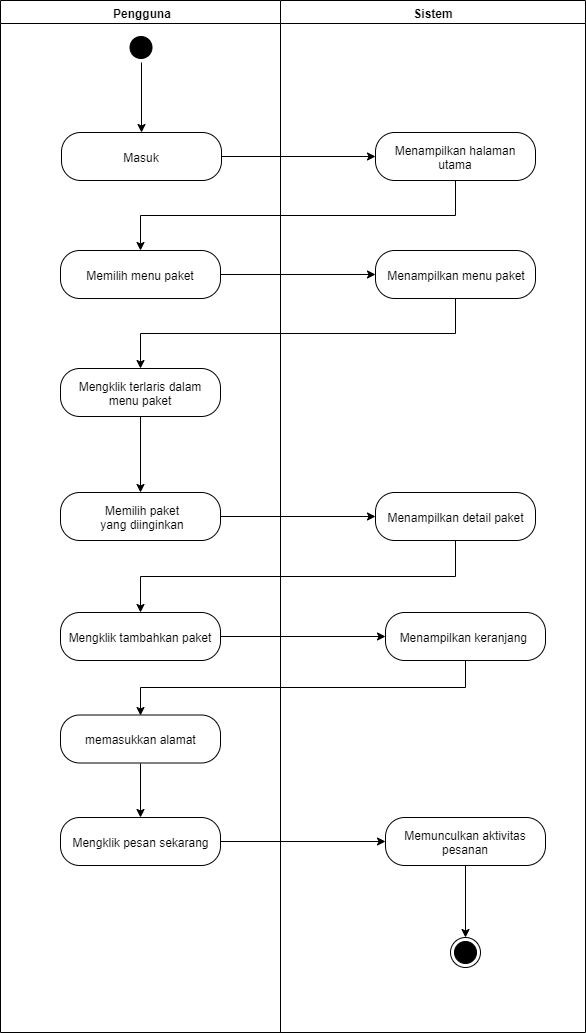 Pengguna
Sistem
Masuk
Menampilkan halaman
utama
Memilih menu paket
Menampilkan menu paket
Mengklik terlaris dalam
menu paket
Memilih paket
yang diinginkan
Menampilkan detail paket
Mengklik tambahkan paket
Menampilkan keranjang
memasukkan alamat
Mengklik pesan sekarang
Memunculkan aktivitas
pesanan